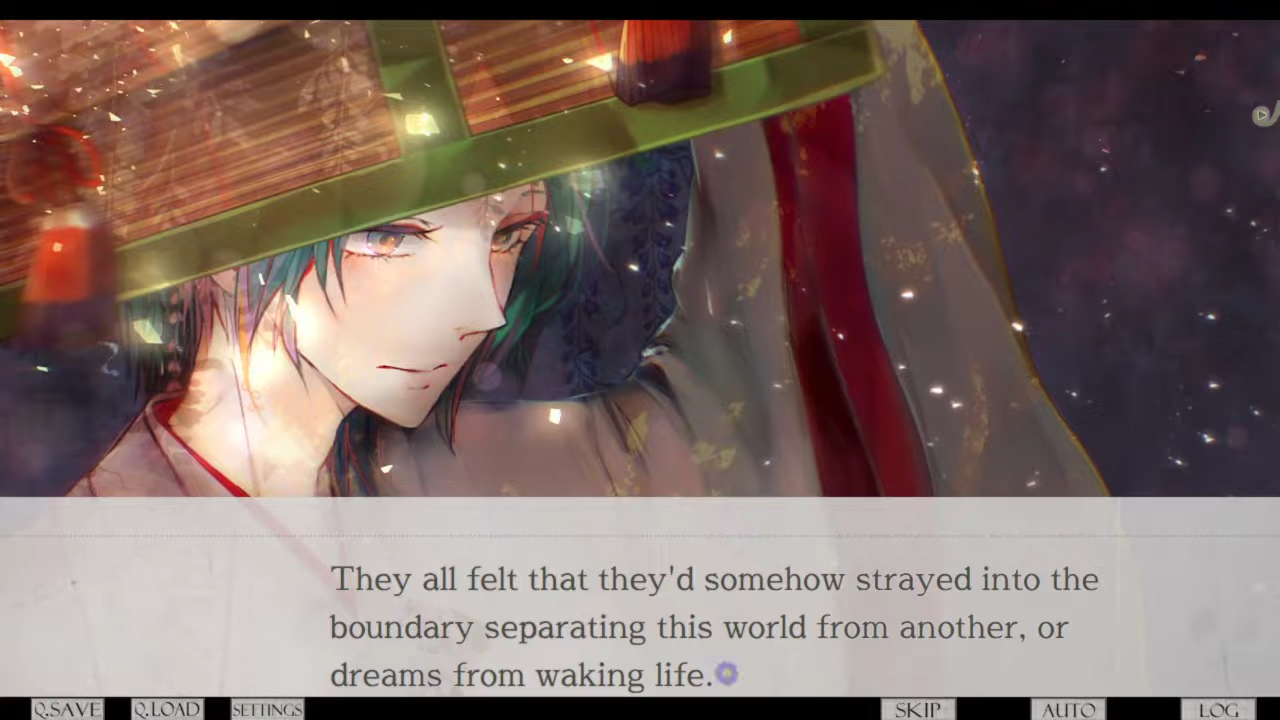 They all felt that they'd somehow strayed into the
boundary separating this world from another, or
dreams from waking life.
Q.SAVE Q.LOAD SETTINGS SKIP AUTO LOG